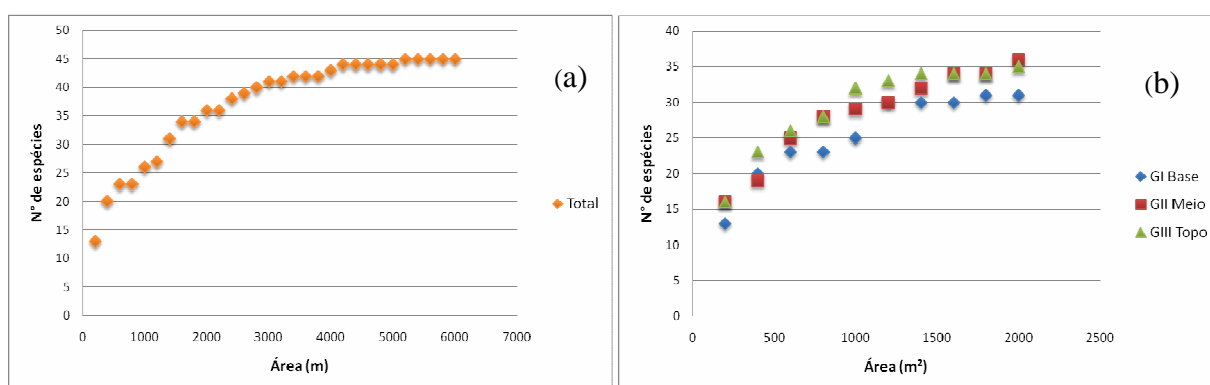 50
45
40
35
30
25
20
15
10
5
0
N° de espécies
0 1000 2000 3000 4000 5000 6000 7000
Área (m)
Total
(a)
40
35
30
25
20
15
10
5
0
N° de espécies
0 500 1000 1500 2000 2500
Área (m²)
(b)
GI Base
GII Meio
GIII Topo